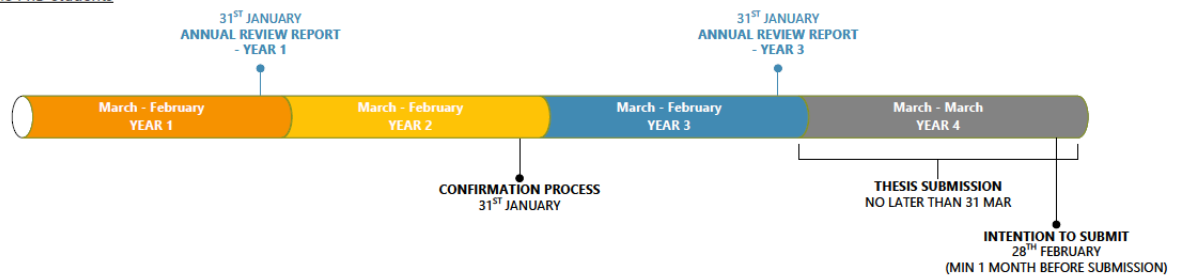 31ST JANUARY
ANNUAL REVIEW REPORT
- YEAR 1
31ST JANUARY
ANNUAL REVIEW REPORT
- YEAR 3
March - February
YEAR 1
March - February
YEAR 2
March - February
YEAR 3
March - March
YEAR 4
CONFIRMATION PROCESS
31ST JANUARY
THESIS SUBMISSION
NO LATER THAN 31 MAR
INTENTION TO SUBMIT
28TH FEBRUARY
(MIN 1 MONTH BEFORE SUBMISSION)